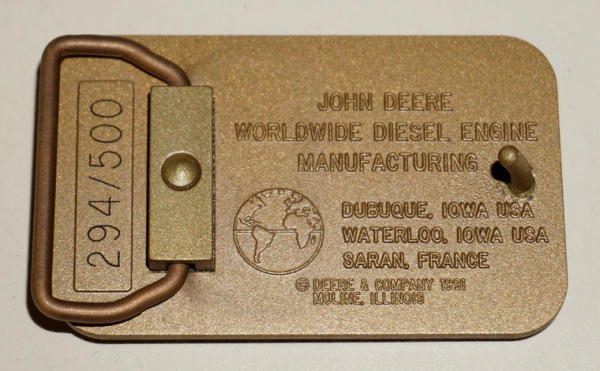 294/500
JOHN DEERE
WORLDWIDE DIESEL ENGINE
MANUFACTURING
DUBUQUE, IOWA USA
WATERLOO, IOWA USA
SARAN, FRANCE
© DEERE & COMPANY 1991
MOLINE, ILLINOIS